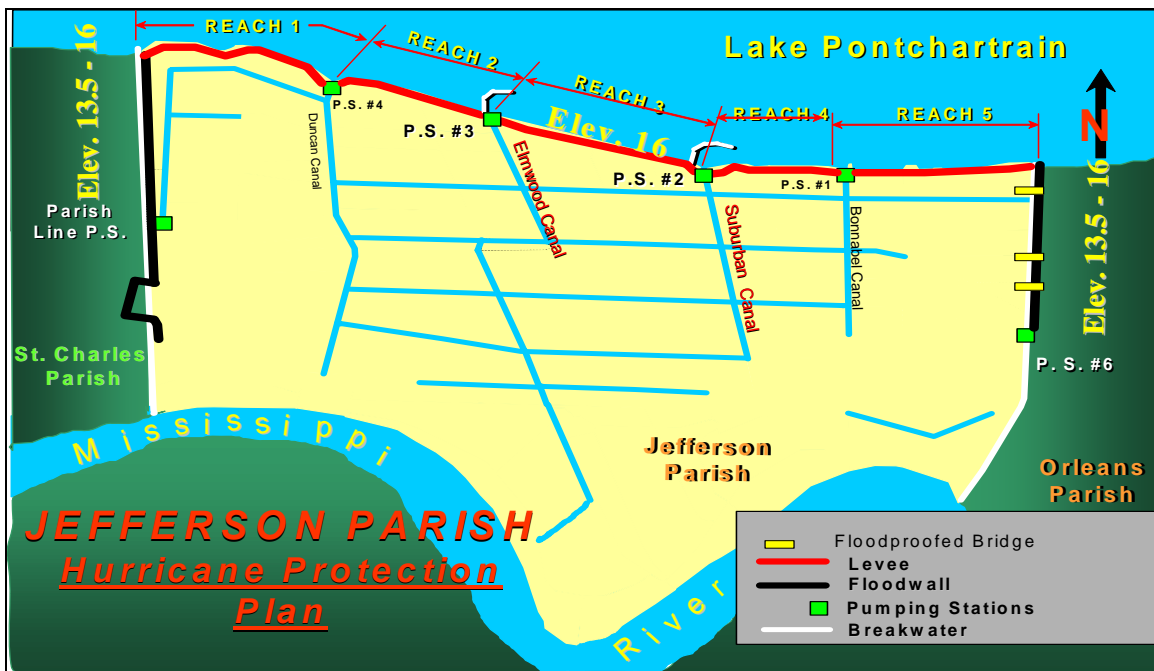 REACH 1
REACH 2
REACH 3
REACH 4
REACH 5
Lake Pontchartrain
N
Elev. 13.5 - 16
Elev. 16
Elev. 13.5 - 16
P.S. #4
P.S. #3
P.S. #2
P.S. #1
Parish
Line P.S.
Duncan Canal
Elmwood Canal
Suburban Canal
Bonnabel Canal
P. S. #6
St. Charles
Parish
Jefferson
Parish
Orleans
Parish
Mississippi
River
JEFFERSON PARISH
Hurricane Protection
Plan
Floodproofed Bridge
Levee
Floodwall
Pumping Stations
Breakwater